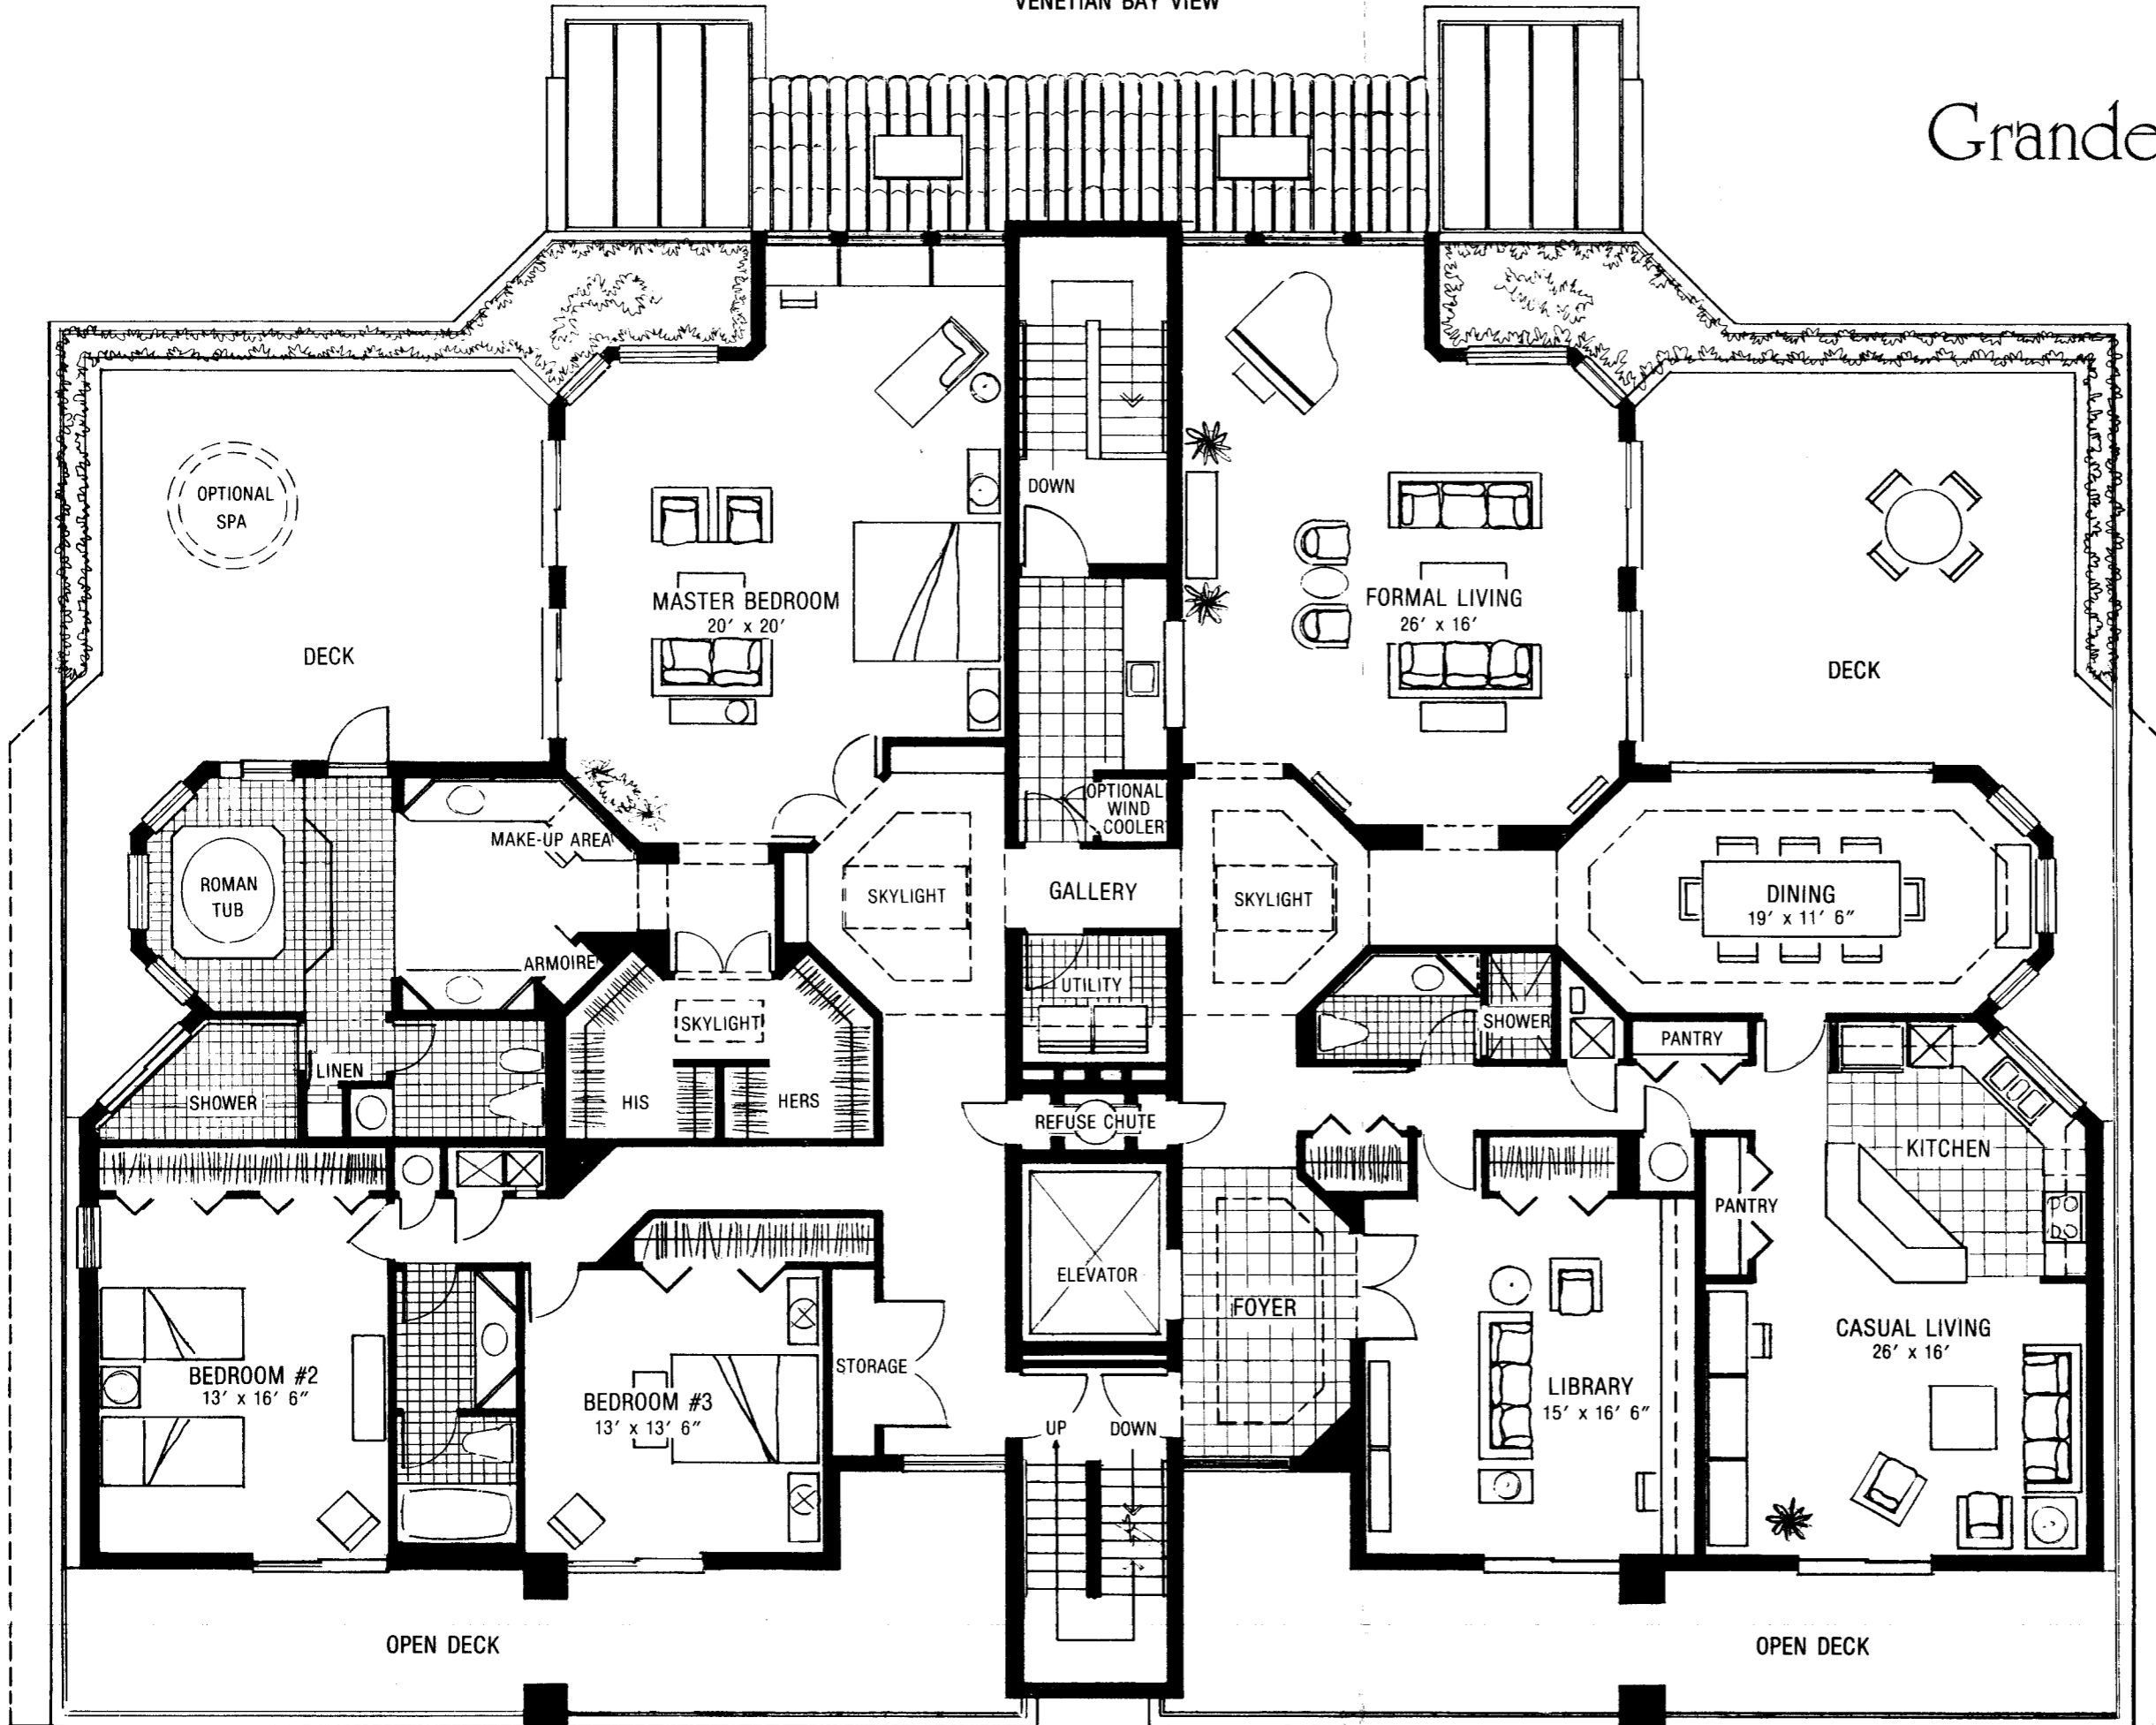 VENETIAN BAY VIEW
Grande
OPTIONAL
SPA
DECK
MASTER BEDROOM
20' x 20'
DOWN
FORMAL LIVING
26' x 16'
DECK
MAKE-UP AREA
OPTIONAL
WIND
COOLER
ROMAN
TUB
SKYLIGHT
GALLERY
SKYLIGHT
DINING
19' x 11' 6"
ARMOIRE
UTILITY
SKYLIGHT
SHOWER
PANTRY
LINEN
SHOWER
HIS
HERS
REFUSE CHUTE
KITCHEN
PANTRY
ELEVATOR
FOYER
CASUAL LIVING
26' x 16'
STORAGE
BEDROOM #2
13' x 16' 6"
BEDROOM #3
13' x 13' 6"
LIBRARY
15' x 16' 6"
UP
DOWN
OPEN DECK
OPEN DECK